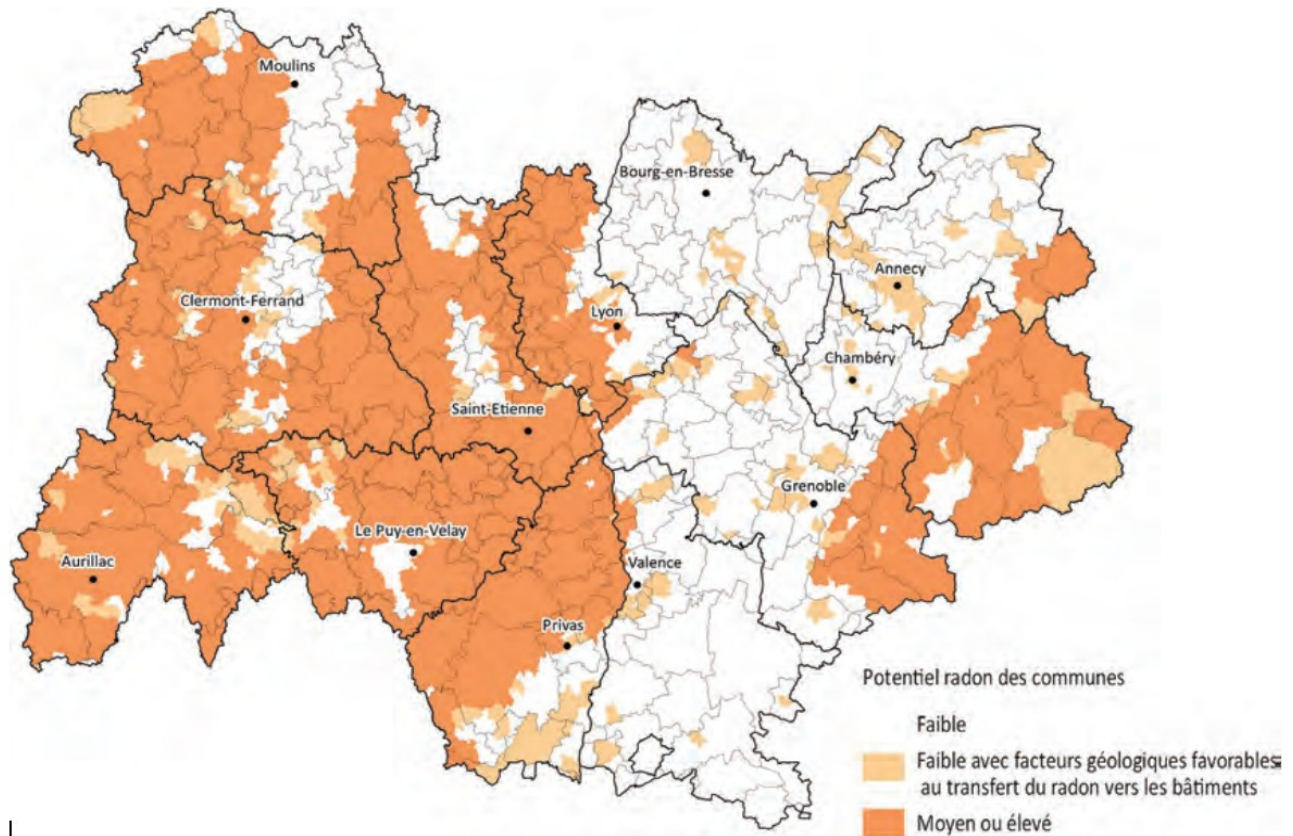 Moulins
Bourg-en-Bresse
Annecy
Clermont-Ferrand
Lyon
Chambéry
Saint-Etienne
Grenoble
Le Puy-en-Velay
Aurillac
Valence
Privas
Potentiel radon des communes
Faible
Faible avec facteurs géologiques favorables
au transfert du radon vers les bâtiments
Moyen ou élevé